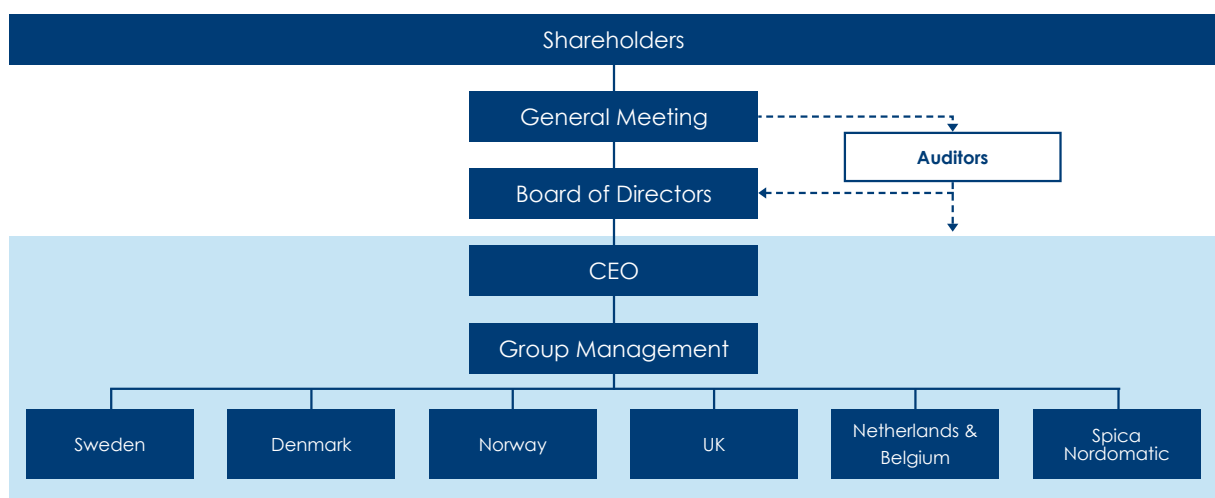 Shareholders
General Meeting
Auditors
Board of Directors
CEO
Group Management
Sweden
Denmark
Norway
UK
Netherlands &
Belgium
Spica
Nordomatic